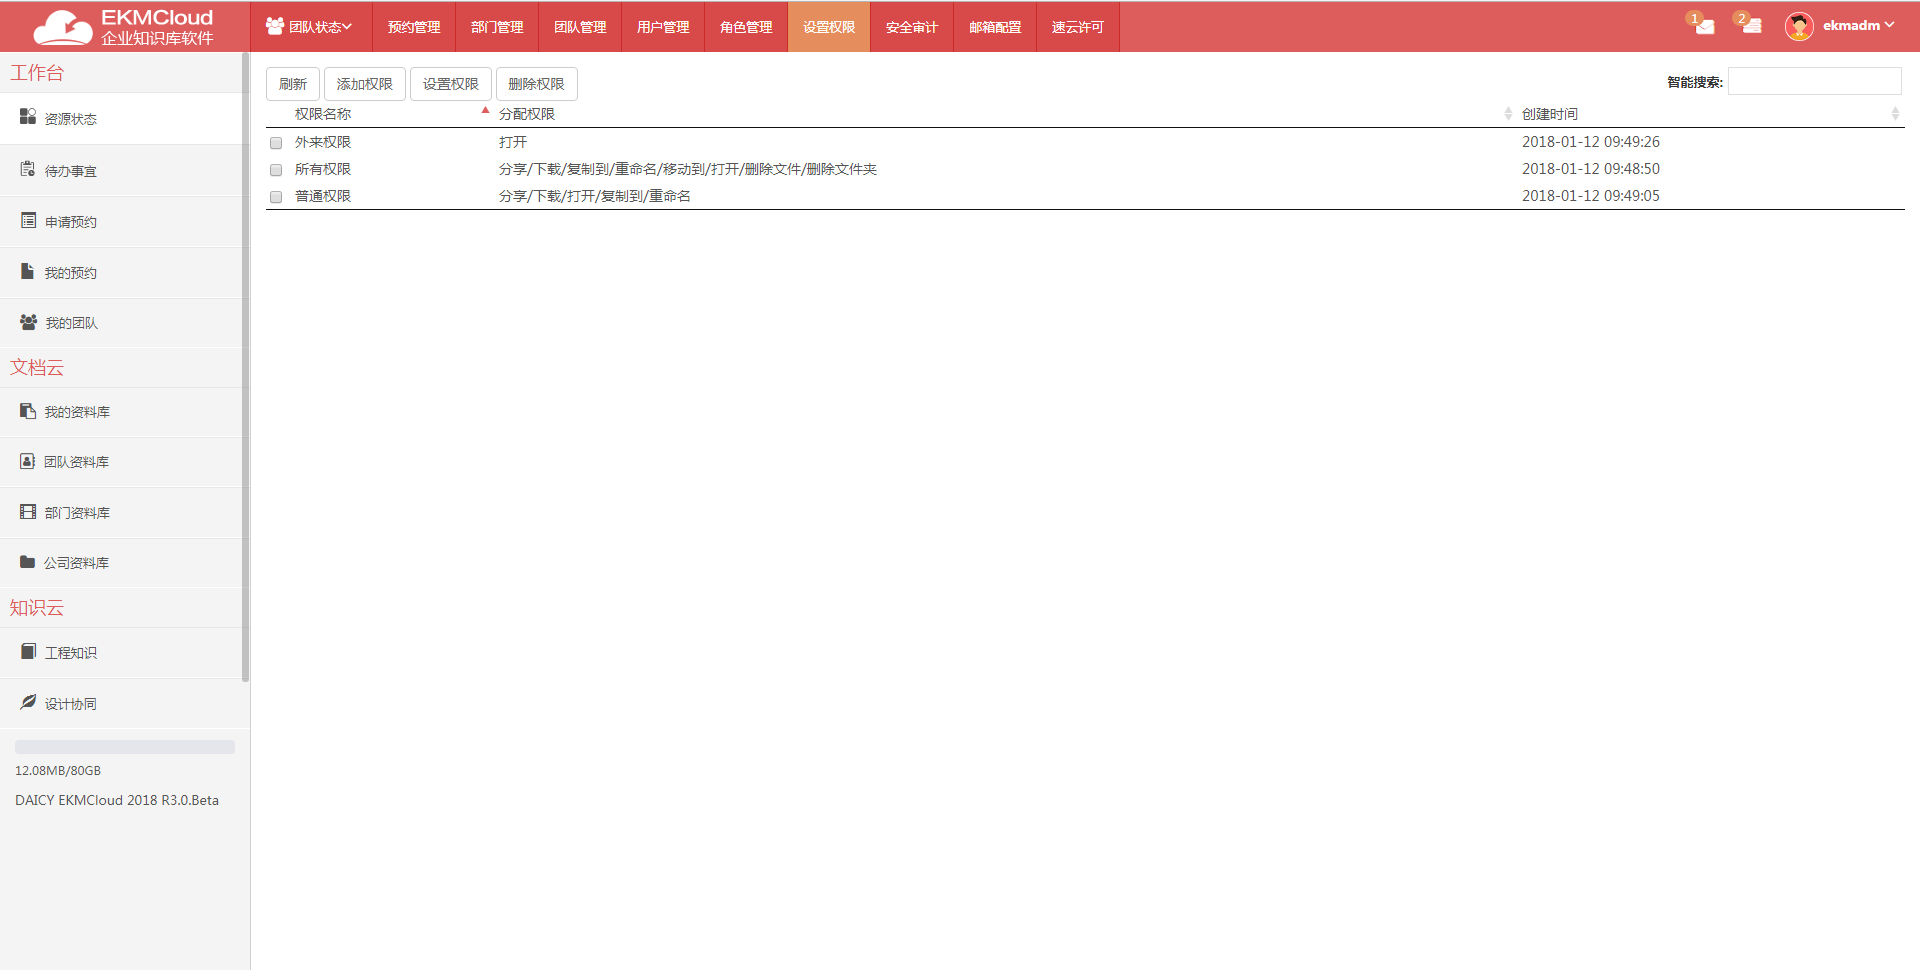 EKMCloud
企业知识库软件
团队状态 预约管理 部门管理 团队管理 用户管理 角色管理 设置权限 安全审计 邮箱配置 速云许可
1 2 ekmadm
工作台
资源状态
待办事宜
申请预约
我的预约
我的团队
文档云
我的资料库
团队资料库
部门资料库
公司资料库
知识云
工程知识
设计协同
12.08MB/80GB
DAICY EKMCloud 2018 R3.0.Beta
刷新 添加权限 设置权限 删除权限 智能搜索:
权限名称 分配权限 创建时间
外来权限 打开 2018-01-12 09:49:26
所有权限 分享/下载/复制到/重命名/移动到/打开/删除文件/删除文件夹 2018-01-12 09:48:50
普通权限 分享/下载/打开/复制到/重命名 2018-01-12 09:49:05